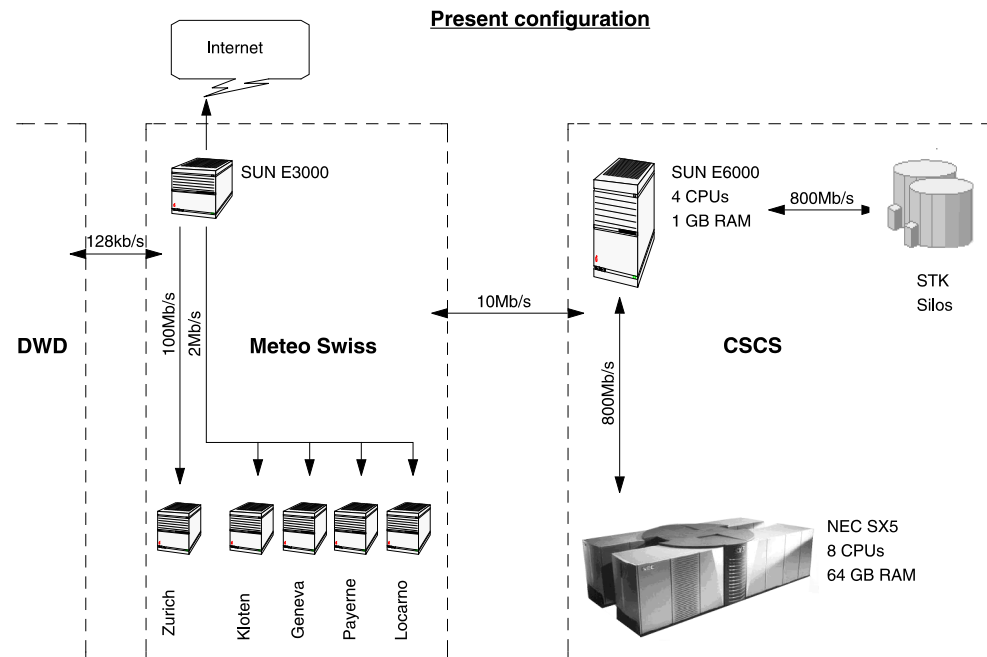 Present configuration
Internet
SUN E3000
SUN E6000
4 CPUs
1 GB RAM
800Mb/s
STK
Silos
128kb/s
100Mb/s
2Mb/s
10Mb/s
DWD
Meteo Swiss
CSCS
800Mb/s
NEC SX5
8 CPUs
64 GB RAM
Zurich
Kloten
Geneva
Payerne
Locarno